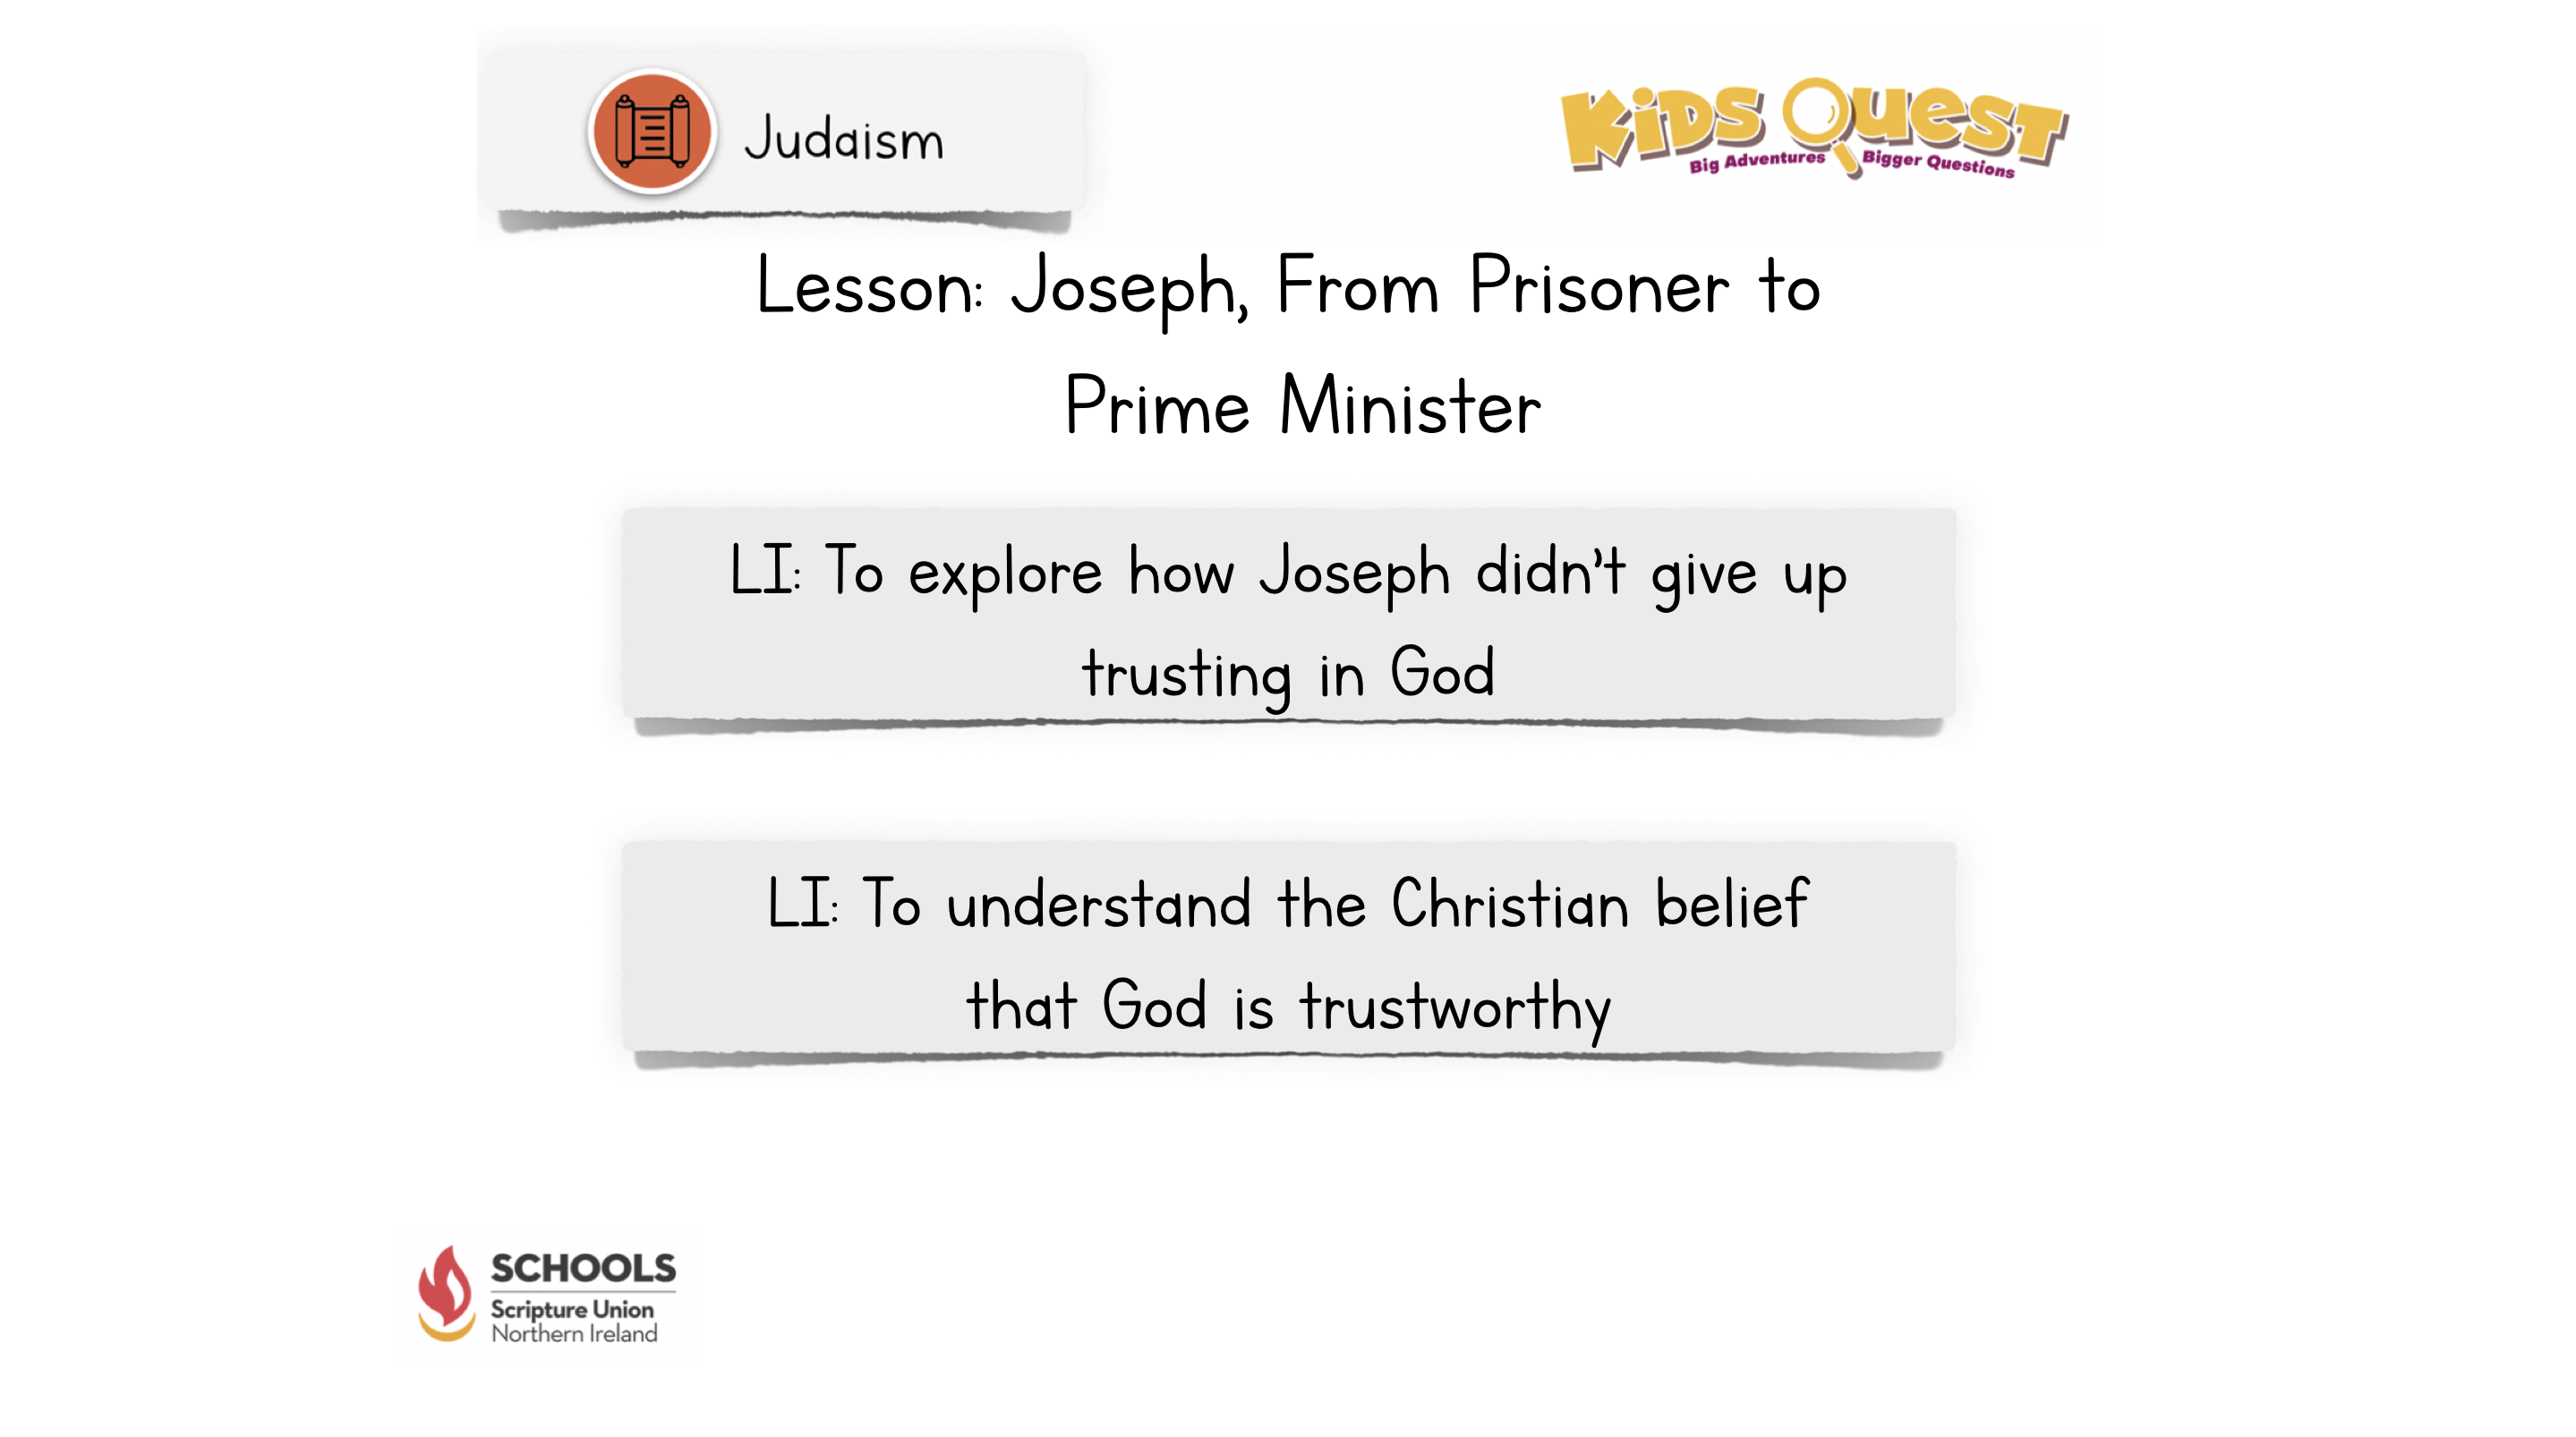 Judaism
KiDS QUEST
Big Adventures Bigger Questions
Lesson: Joseph, From Prisoner to
Prime Minister
LI: To explore how Joseph didn't give up
trusting in God
LI: To understand the Christian belief
that God is trustworthy
SCHOOLS
Scripture Union
Northern Ireland